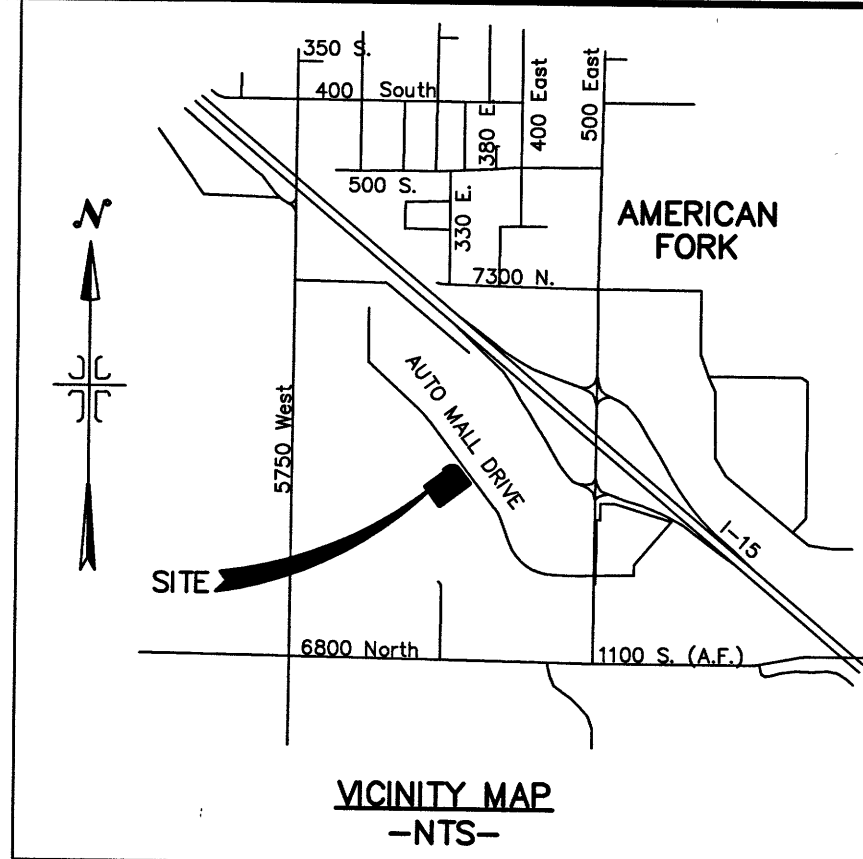 350 S.
400 South
380 E.
400 East
500 East
500 S.
330 E.
AMERICAN
FORK
N
7300 N.
AUTO MALL DRIVE
5750 West
I-15
SITE
6800 North
1100 S. (A.F.)
VICINITY MAP
-NTS-